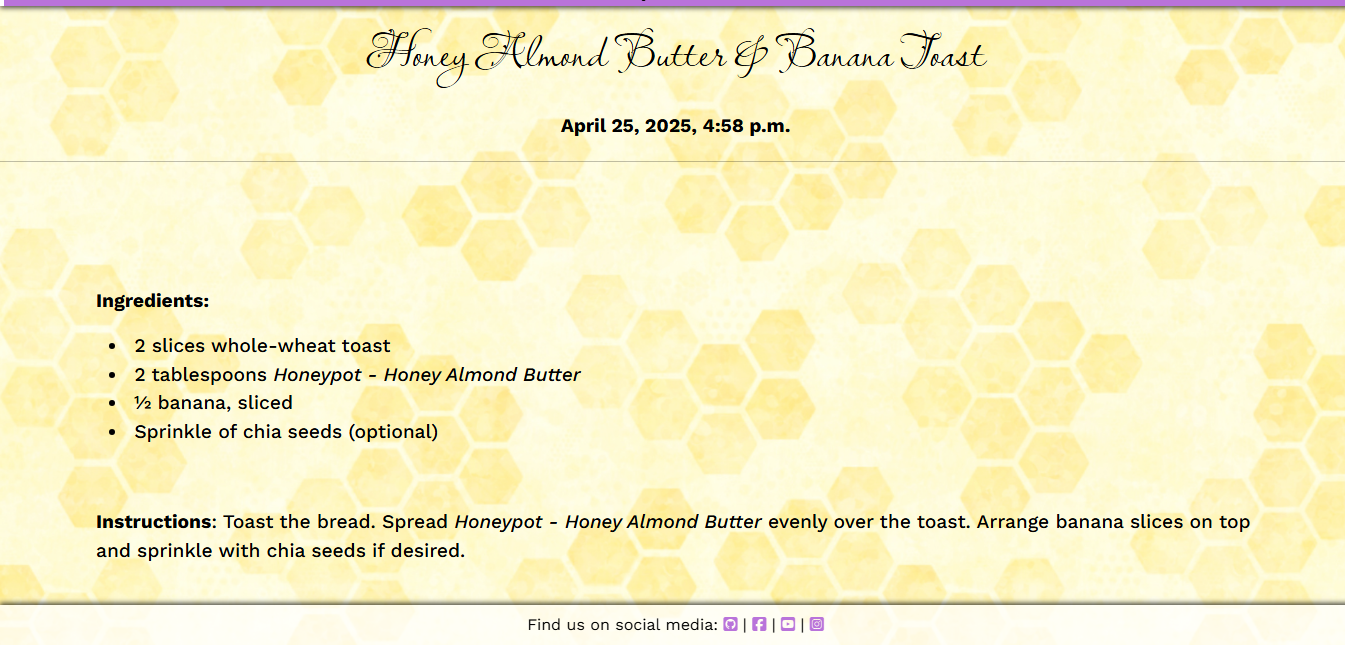 Honey Almond Butter & Banana Toast
April 25, 2025, 4:58 p.m.
Ingredients:
• 2 slices whole-wheat toast
• 2 tablespoons Honeypot - Honey Almond Butter
• ½ banana, sliced
• Sprinkle of chia seeds (optional)
Instructions: Toast the bread. Spread Honeypot - Honey Almond Butter evenly over the toast. Arrange banana slices on top
and sprinkle with chia seeds if desired.
Find us on social media: | | |